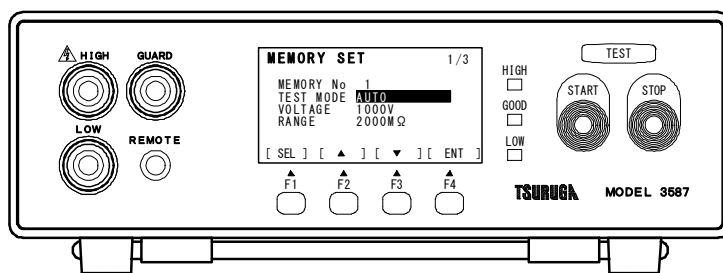 HIGH
GUARD
LOW
REMOTE
MEMORY SET 1/3
MEMORY No 1
TEST MODE AUTO
VOLTAGE 1000V
RANGE 2000MΩ
[ SEL ] [ ▲ ] [ ▼ ] [ ENT ]
F1 F2 F3 F4
HIGH
GOOD
LOW
TEST
START STOP
TSURUGA MODEL 3587